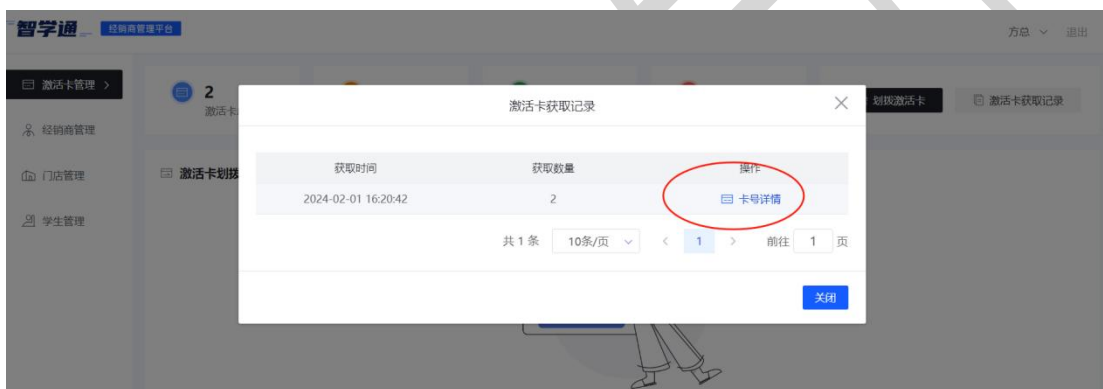 智学通 经销商管理平台
方总 退出
激活卡管理
2
激活卡
划拨激活卡
激活卡获取记录
经销商管理
门店管理
学生管理
激活卡划拨
激活卡获取记录
获取时间 获取数量 操作
2024-02-01 16:20:42 2 卡号详情
共 1 条 10条/页 1 前往 1 页
关闭